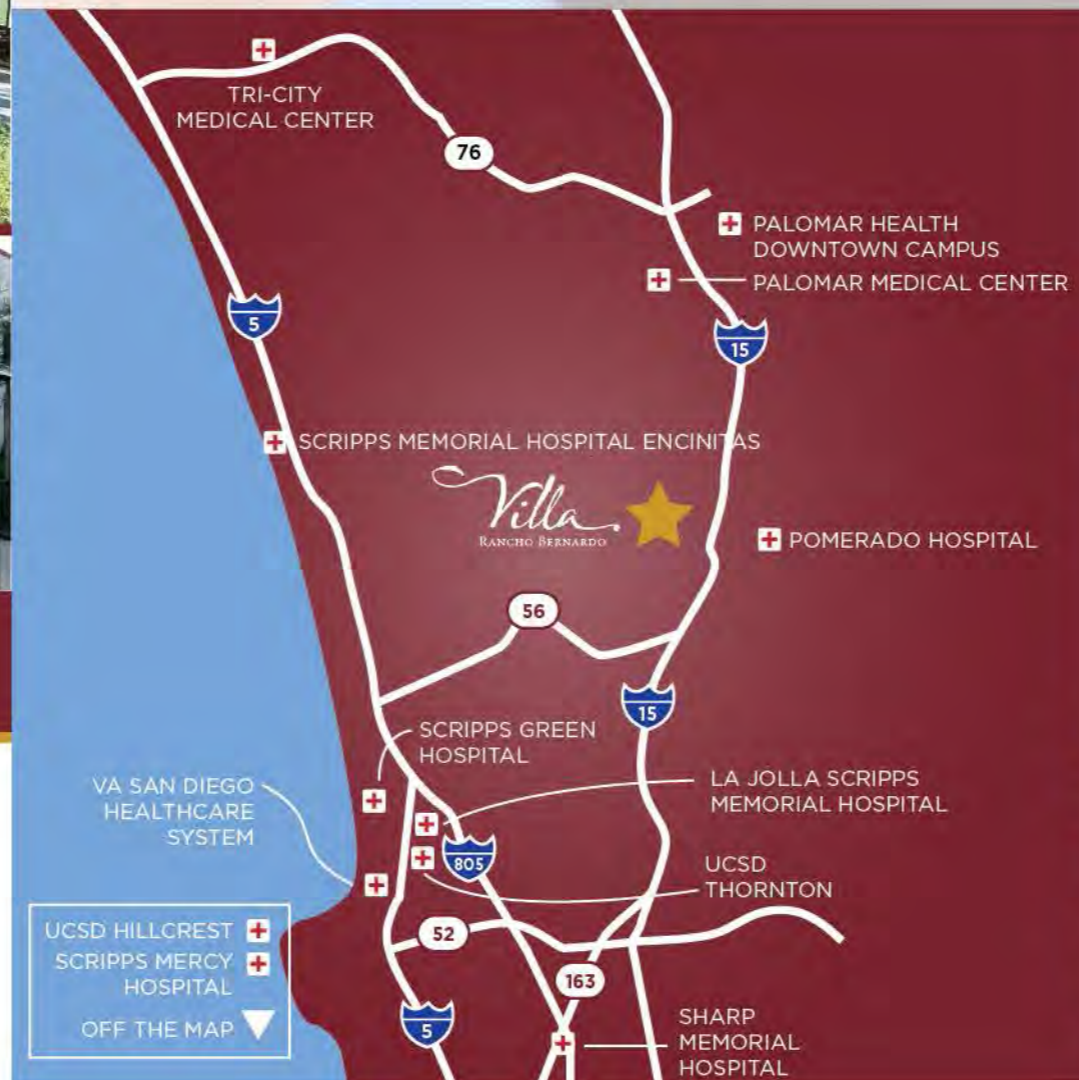 TRI-CITY
MEDICAL CENTER
76
PALOMAR HEALTH
DOWNTOWN CAMPUS
PALOMAR MEDICAL CENTER
5
15
SCRIPPS MEMORIAL HOSPITAL ENCINITAS
Villa
RANCHO BERNARDO
POMERADO HOSPITAL
56
15
SCRIPPS GREEN
HOSPITAL
VA SAN DIEGO
HEALTHCARE
SYSTEM
LA JOLLA SCRIPPS
MEMORIAL HOSPITAL
805
UCSD
THORNTON
UCSD HILLCREST
SCRIPPS MERCY
HOSPITAL
OFF THE MAP
52
163
5
SHARP
MEMORIAL
HOSPITAL